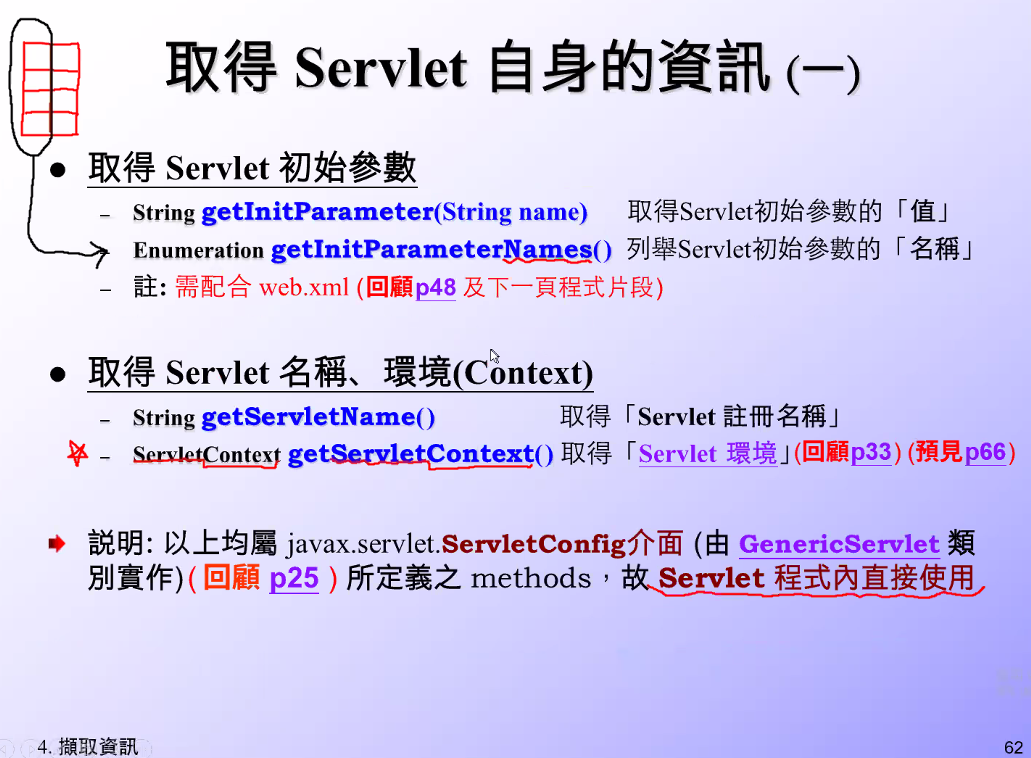 取得 Servlet 自身的資訊 (一)
● 取得 Servlet 初始參數
– String getInitParameter(String name) 取得Servlet初始參數的「值」
– Enumeration getInitParameterNames() 列舉Servlet初始參數的「名稱」
– 註: 需配合 web.xml (回顧p48 及下一頁程式片段)
● 取得 Servlet 名稱、環境(Context)
– String getServletName() 取得「Servlet 註冊名稱」
– ServletContext getServletContext() 取得「Servlet 環境」(回顧p33) (預見p66)
說明: 以上均屬 javax.servlet.ServletConfig介面 (由 GenericServlet 類
別實作)( 回顧 p25 ) 所定義之 methods，故 Servlet 程式內直接使用
4. 擷取資訊
62